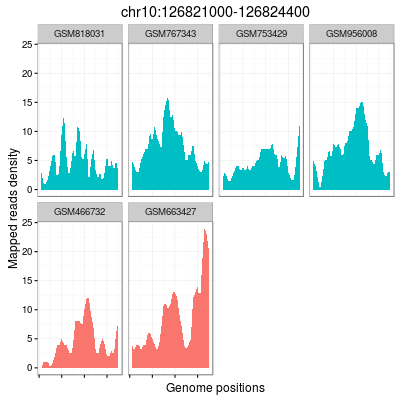 chr10:126821000-126824400
GSM818031 GSM767343 GSM753429 GSM956008
25
20
15
10
5
0
GSM466732 GSM663427
25
20
15
10
5
0
Mapped reads density
Genome positions